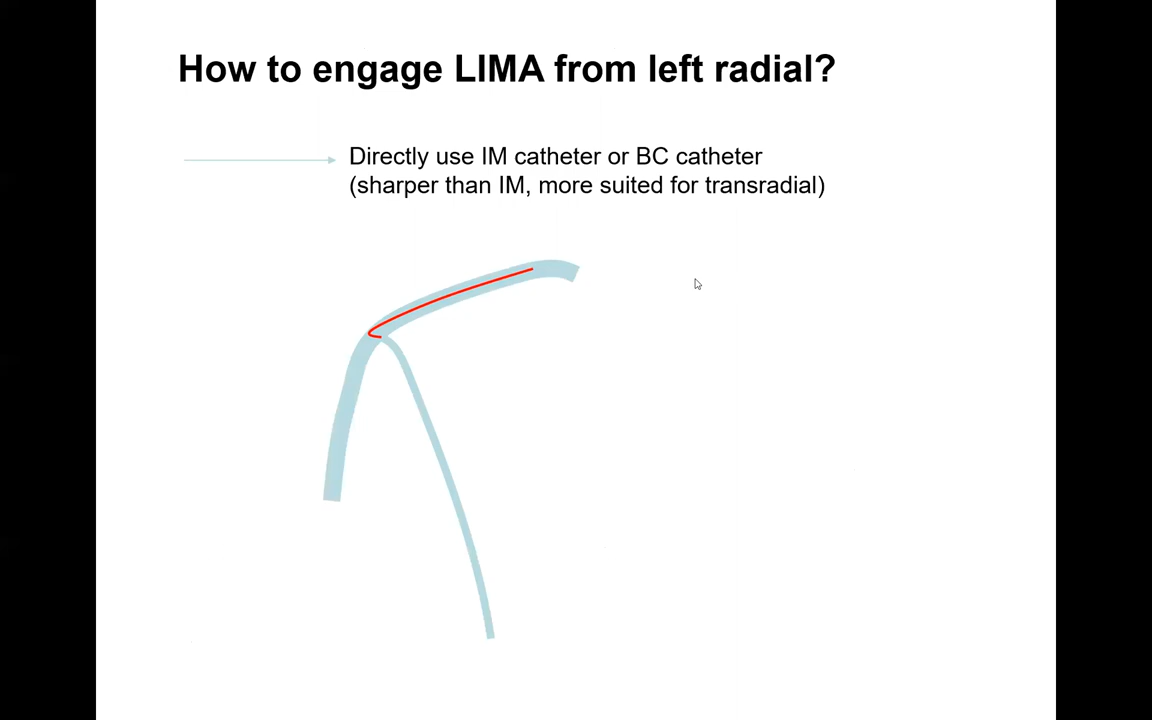 How to engage LIMA from left radial?
Directly use IM catheter or BC catheter
(sharper than IM, more suited for transradial)